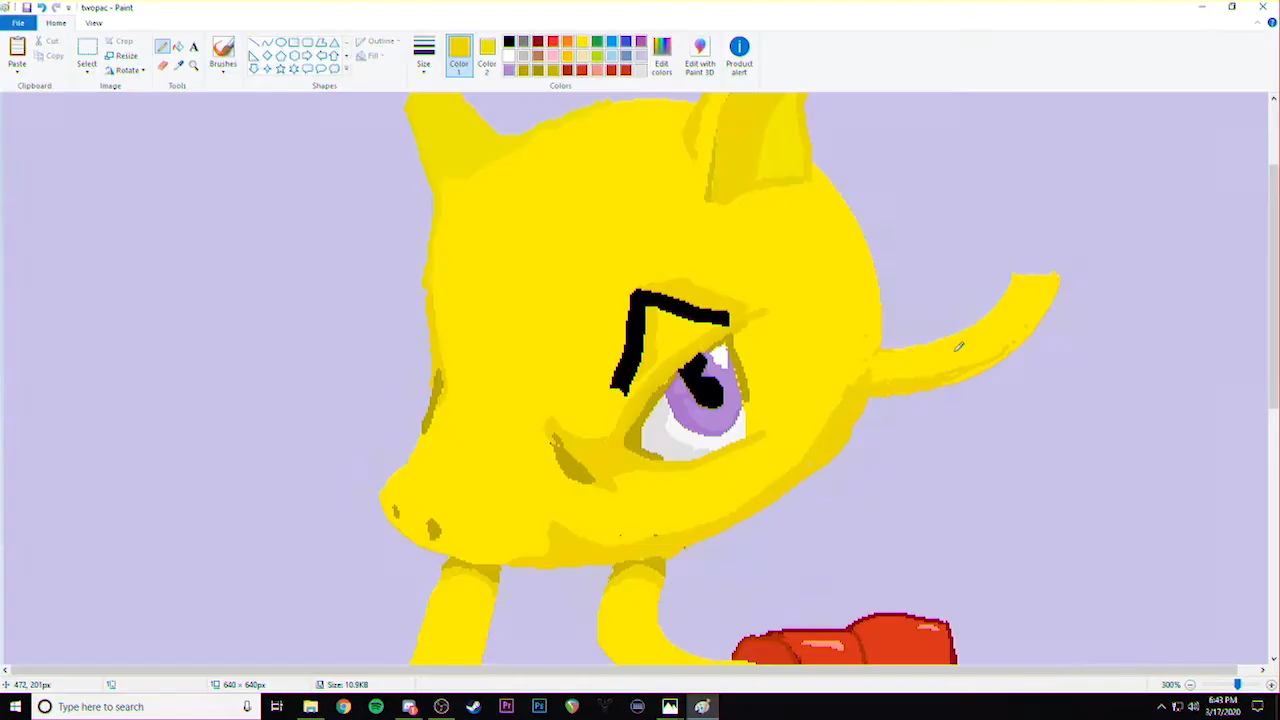 twopac - Paint
File Home View
Paste
Cut
Copy
Clipboard
Select
Crop
Resize
Rotate
Image
A
Tools
Brushes
Outline
Fill
Shapes
Size
Color 1
Color 2
Edit colors
Colors
Edit with Paint 3D
Product alert
472, 201px
640 × 640px
Size: 10.9KB
300%
Type here to search
Pr
Ps
6:43 PM
3/17/2020